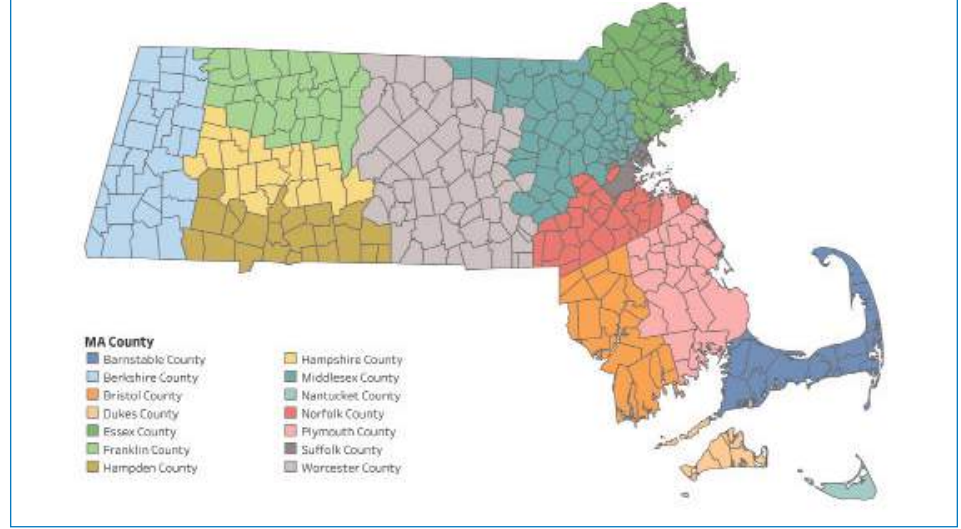 MA County
Barnstable County
Berkshire County
Bristol County
Dukes County
Essex County
Franklin County
Hampden County
Hampshire County
Middlesex County
Nantucket County
Norfolk County
Plymouth County
Suffolk County
Worcester County